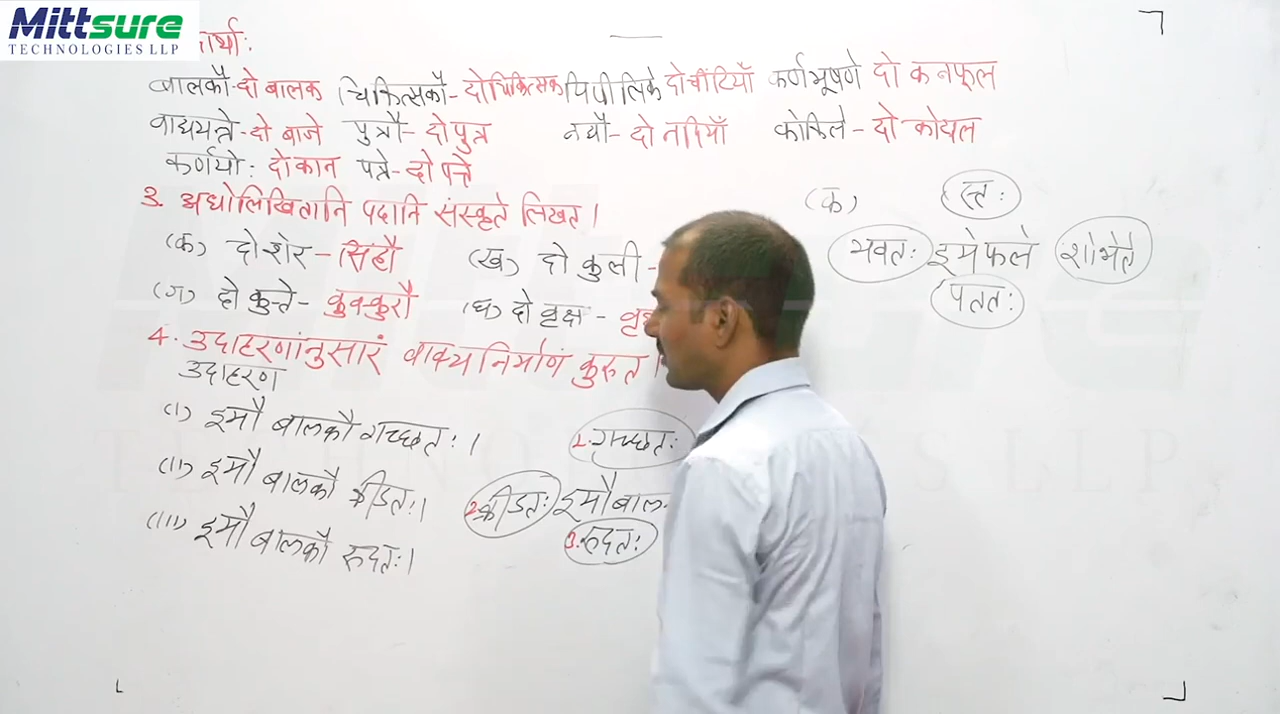 Mittsure
TECHNOLOGIES LLP
बालकौ-दो बालक चिकित्सकौ-दोचिकित्सक पिपीलिके दो चींटियाँ कर्णभूषणे दो कनफूल
वाद्ययन्त्रे-दो बाजे पुत्रौ-दो पुत्र नद्यौ-दो नदियाँ कोकिले-दो कोयल
कर्णयो: दो कान पत्रे-दो पत्ते
3. अधोलिखितानि पदानि संस्कृते लिखत।
(क) दो शेर-सिंहौ (ख) दो कुली-
(ग) दो कुत्ते-कुक्कुरौ (घ) दो वृक्ष-
4. उदाहरणांनुसारं वाक्य निर्माणं कुरुत।
उदाहरण
(i) इमौ बालकौ गच्छत:। 1. गच्छत:
(ii) इमौ बालकौ क्रीडत:। 2. क्रीडत: इमौ बाल
(iii) इमौ बालकौ रुदत:। 3. रुदत:
(क) स्त:
भवत: इमे फले शोभेते
पतत: